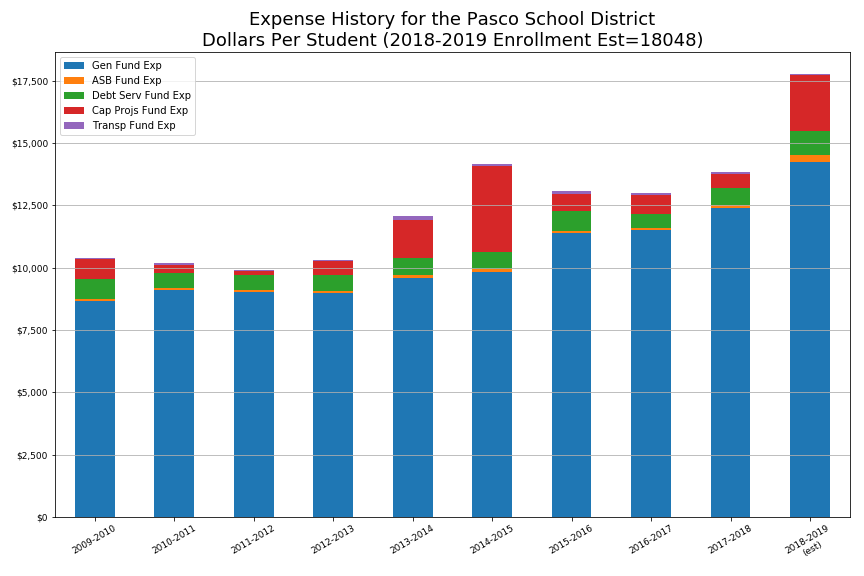 Expense History for the Pasco School District
Dollars Per Student (2018-2019 Enrollment Est=18048)
Gen Fund Exp
ASB Fund Exp
Debt Serv Fund Exp
Cap Projs Fund Exp
Transp Fund Exp
$17,500
$15,000
$12,500
$10,000
$7,500
$5,000
$2,500
$0
2009-2010
2010-2011
2011-2012
2012-2013
2013-2014
2014-2015
2015-2016
2016-2017
2017-2018
2018-2019
(est)